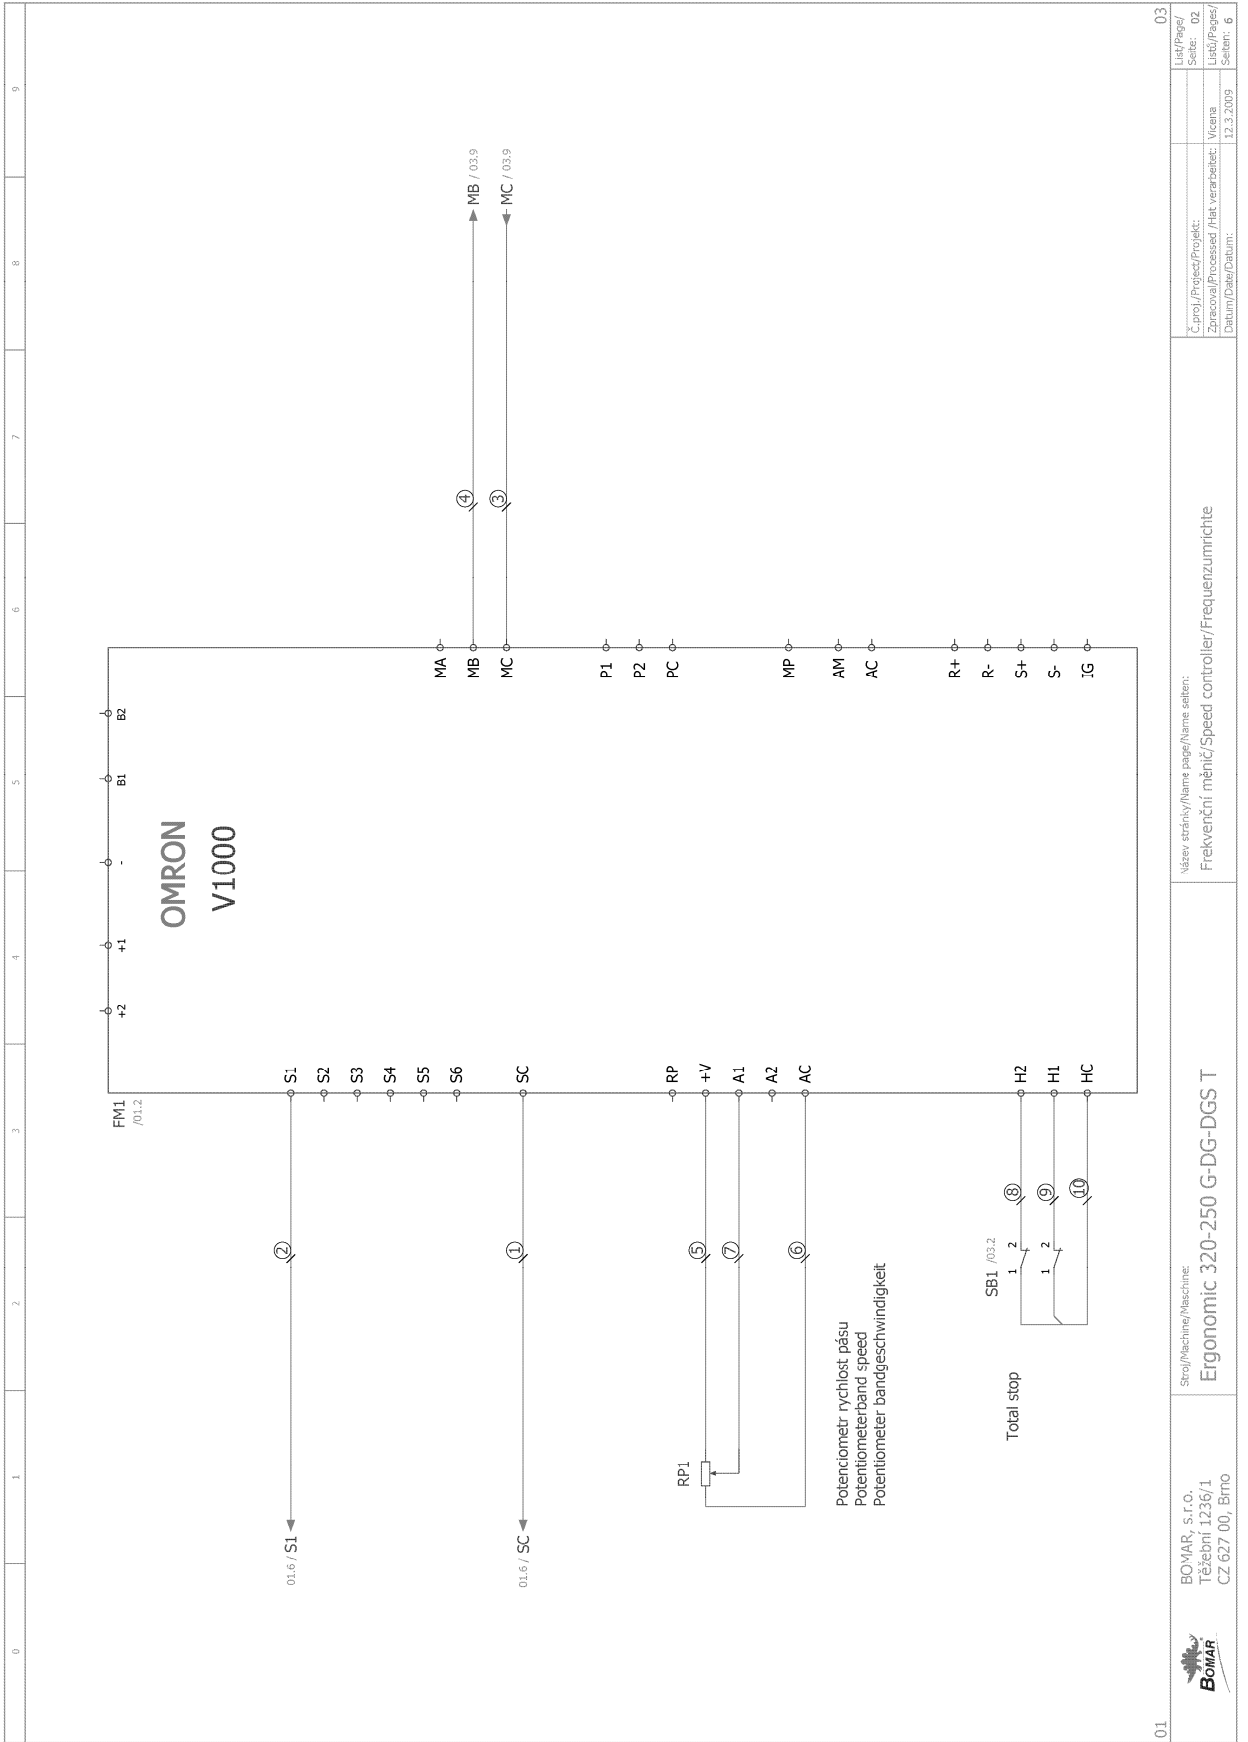 0 1 2 3 4 5 6 7 8 9
FM1
/01.2
+2 +1 - B1 B2
OMRON
V1000
01.6 / S1
2
S1
S2
S3
S4
S5
S6
01.6 / SC
1
SC
MA
MB
4
MB / 03.9
MC
3
MC / 03.9
P1
P2
PC
MP
AM
AC
R+
R-
S+
S-
IG
RP
RP1
5
+V
7
A1
A2
6
AC
Potenciometr rychlost pásu
Potentiometerband speed
Potentiometer bandgeschwindigkeit
SB1 /03.2
Total stop
1 2
8
H2
1 2
9
H1
10
HC
01
03
BOMAR
BOMAR, s.r.o.
Těžební 1236/1
CZ 627 00, Brno
Stroj/Machine/Maschine:
Ergonomic 320-250 G-DG-DGS T
Název stránky/Name page/Name seiten:
Frekvenční měnič/Speed controller/Frequenzumrichte
Č.proj./Project/Projekt:
Zpracoval/Processed /Hat verarbeitet: Vicena
Datum/Date/Datum: 12.3.2009
List/Page/
Seite: 02
Listů/Pages/
Seiten: 6